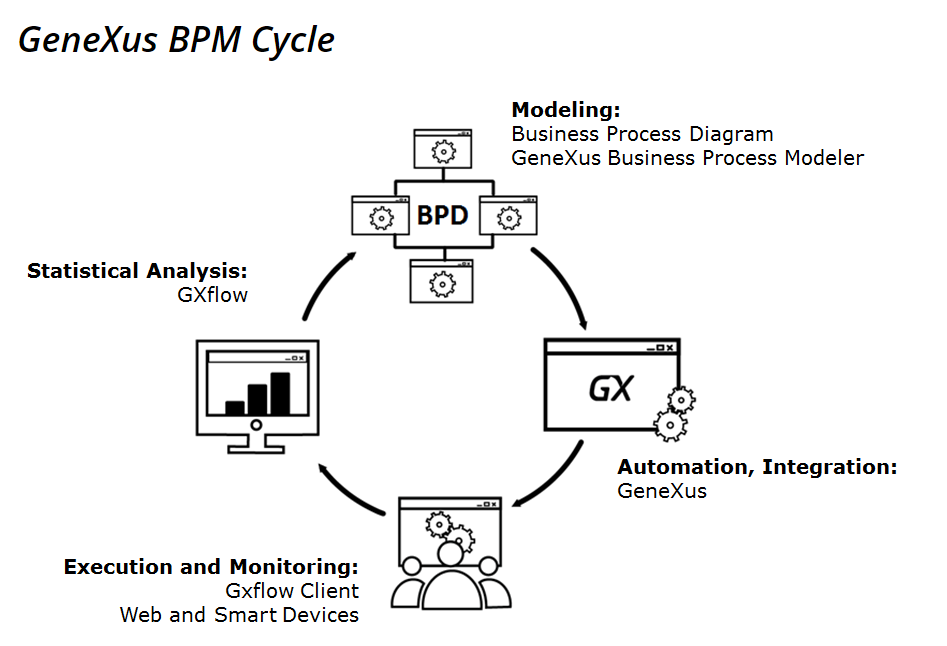 GeneXus BPM Cycle
Modeling:
Business Process Diagram
GeneXus Business Process Modeler
BPD
Statistical Analysis:
GXflow
GX
Automation, Integration:
GeneXus
Execution and Monitoring:
Gxflow Client
Web and Smart Devices